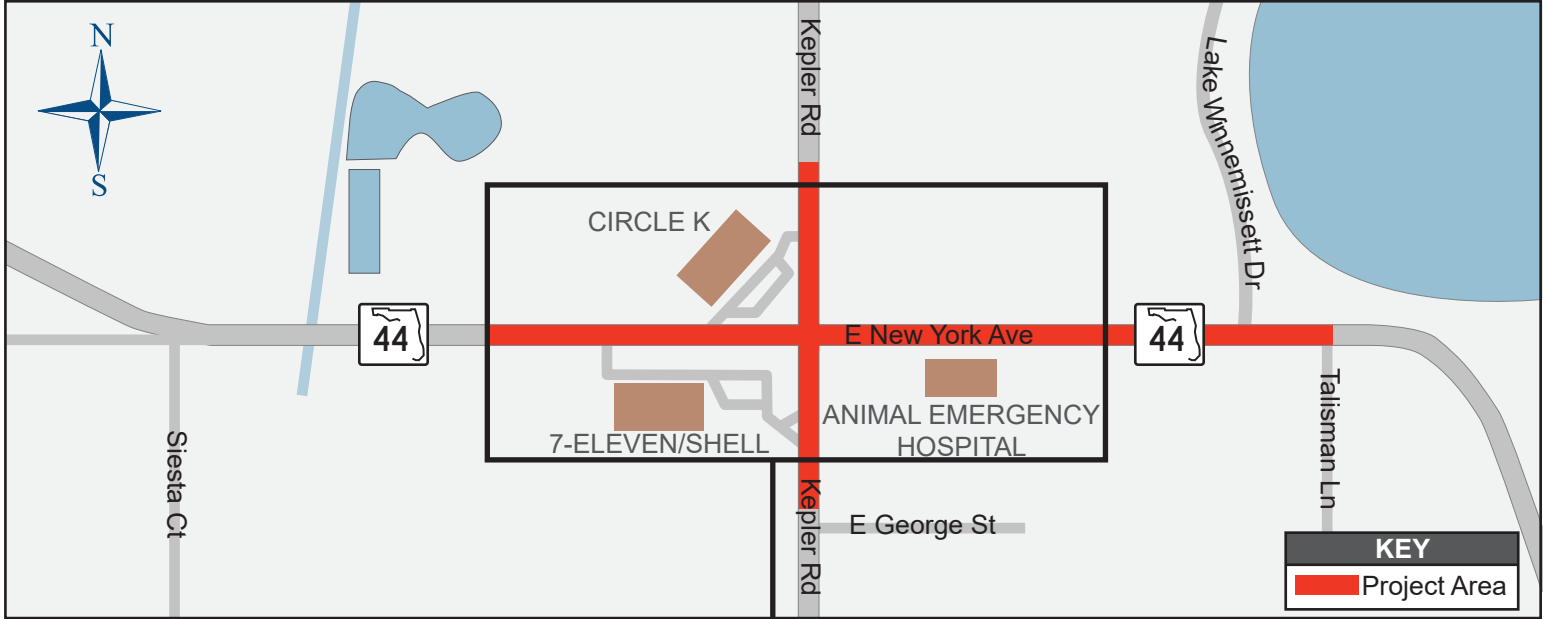 N
S
Kepler Rd
Lake Winnemissett Dr
CIRCLE K
44
E New York Ave
44
7-ELEVEN/SHELL
ANIMAL EMERGENCY
HOSPITAL
Siesta Ct
Talisman Ln
Kepler Rd
E George St
KEY
Project Area